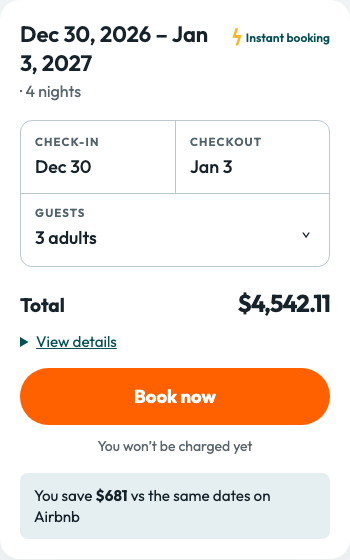 Dec 30, 2026 – Jan
3, 2027
Instant booking
· 4 nights
CHECK-IN
Dec 30
CHECKOUT
Jan 3
GUESTS
3 adults
Total
$4,542.11
View details
Book now
You won't be charged yet
You save $681 vs the same dates on
Airbnb